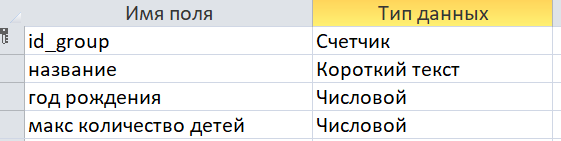 Имя поля Тип данных
id_group Счетчик
название Короткий текст
год рождения Числовой
макс количество детей Числовой